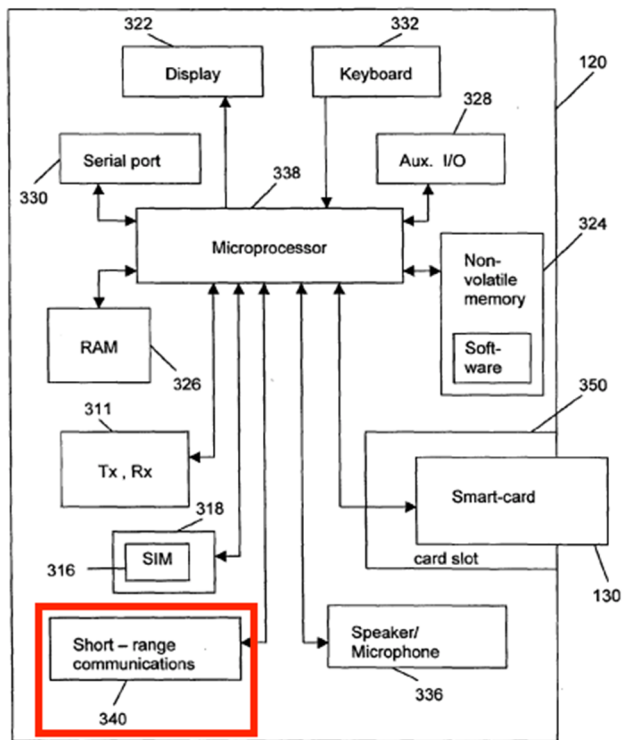 322
332
Display
Keyboard
120
328
Serial port
Aux. I/O
330
338
324
Microprocessor
Non-
volatile
memory
Soft-
ware
RAM
326
350
311
Tx , Rx
Smart-card
318
316
SIM
card slot
130
Short – range
communications
340
Speaker/
Microphone
336